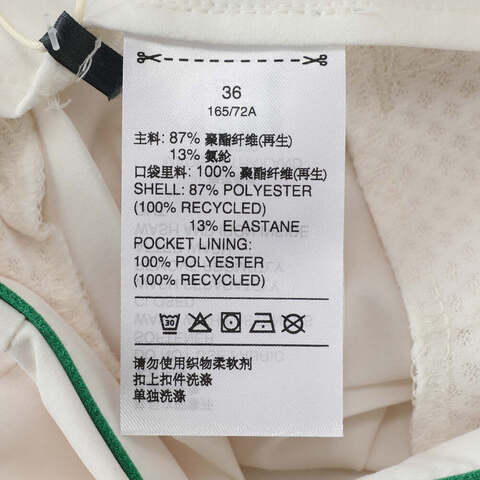 36
165/72A
主料: 87% 聚酯纤维(再生)
13% 氨纶
口袋里料: 100% 聚酯纤维(再生)
SHELL: 87% POLYESTER
(100% RECYCLED)
13% ELASTANE
POCKET LINING:
100% POLYESTER
(100% RECYCLED)
30
请勿使用织物柔软剂
扣上扣件洗涤
单独洗涤